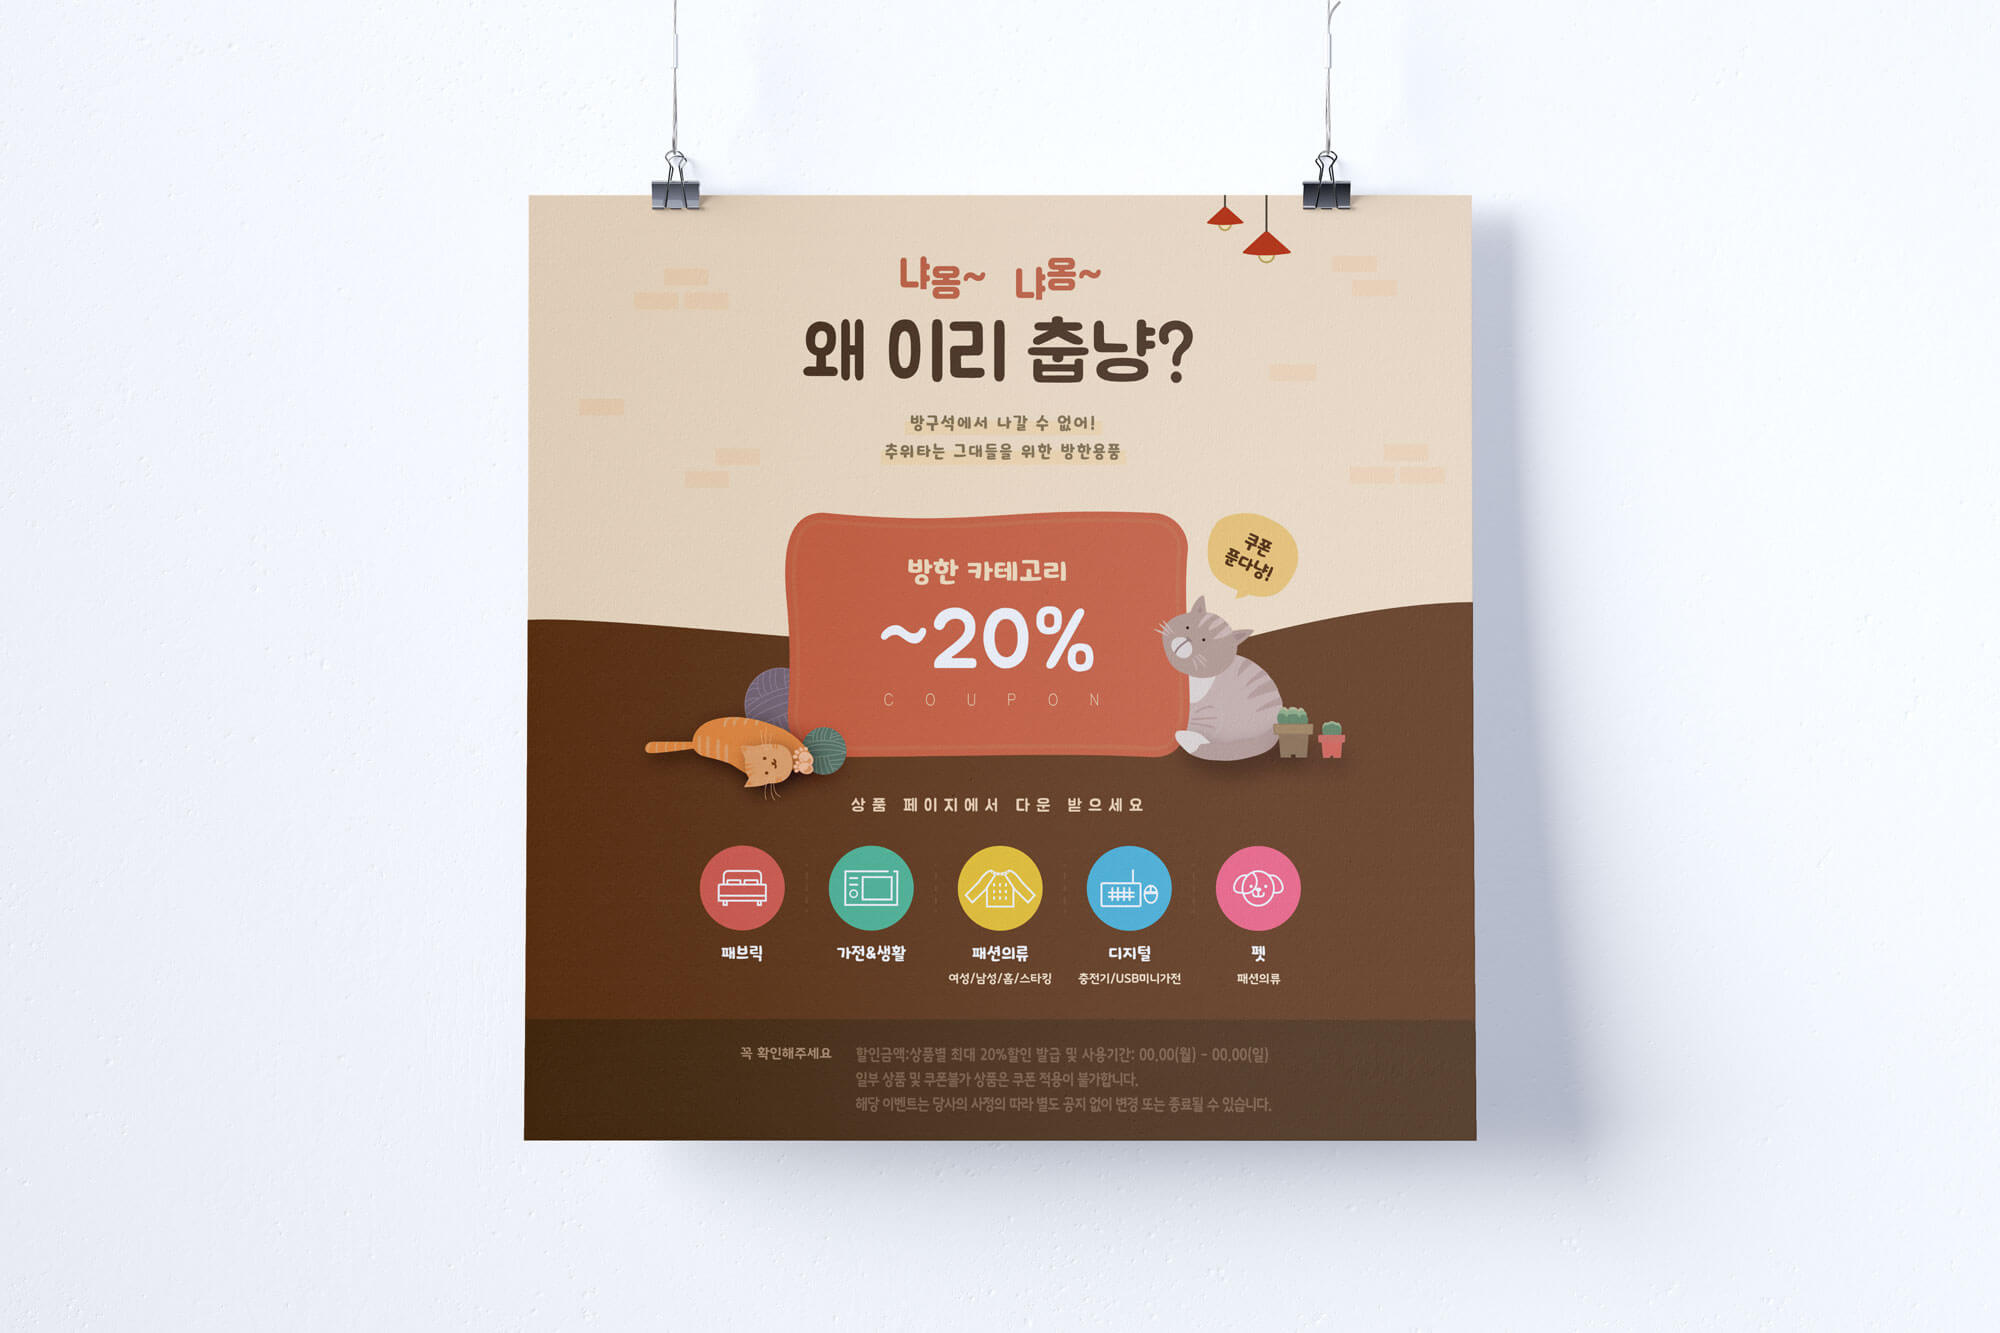 냐옹~ 냐옹~
왜 이리 춥냥?
방구석에서 나갈 수 없어!
추위타는 그대들을 위한 방한용품
방한 카테고리
~20%
COUPON
쿠폰
푼다냥!
상품 페이지에서 다운 받으세요
패브릭
가전&생활
패션의류
여성/남성/홈/스타킹
디지털
충전기/USB미니가전
펫
패션의류
꼭 확인해주세요
할인금액:상품별 최대 20%할인 발급 및 사용기간: 00.00(월) - 00.00(일)
일부 상품 및 쿠폰불가 상품은 쿠폰 적용이 불가합니다.
해당 이벤트는 당사의 사정의 따라 별도 공지 없이 변경 또는 종료될 수 있습니다.